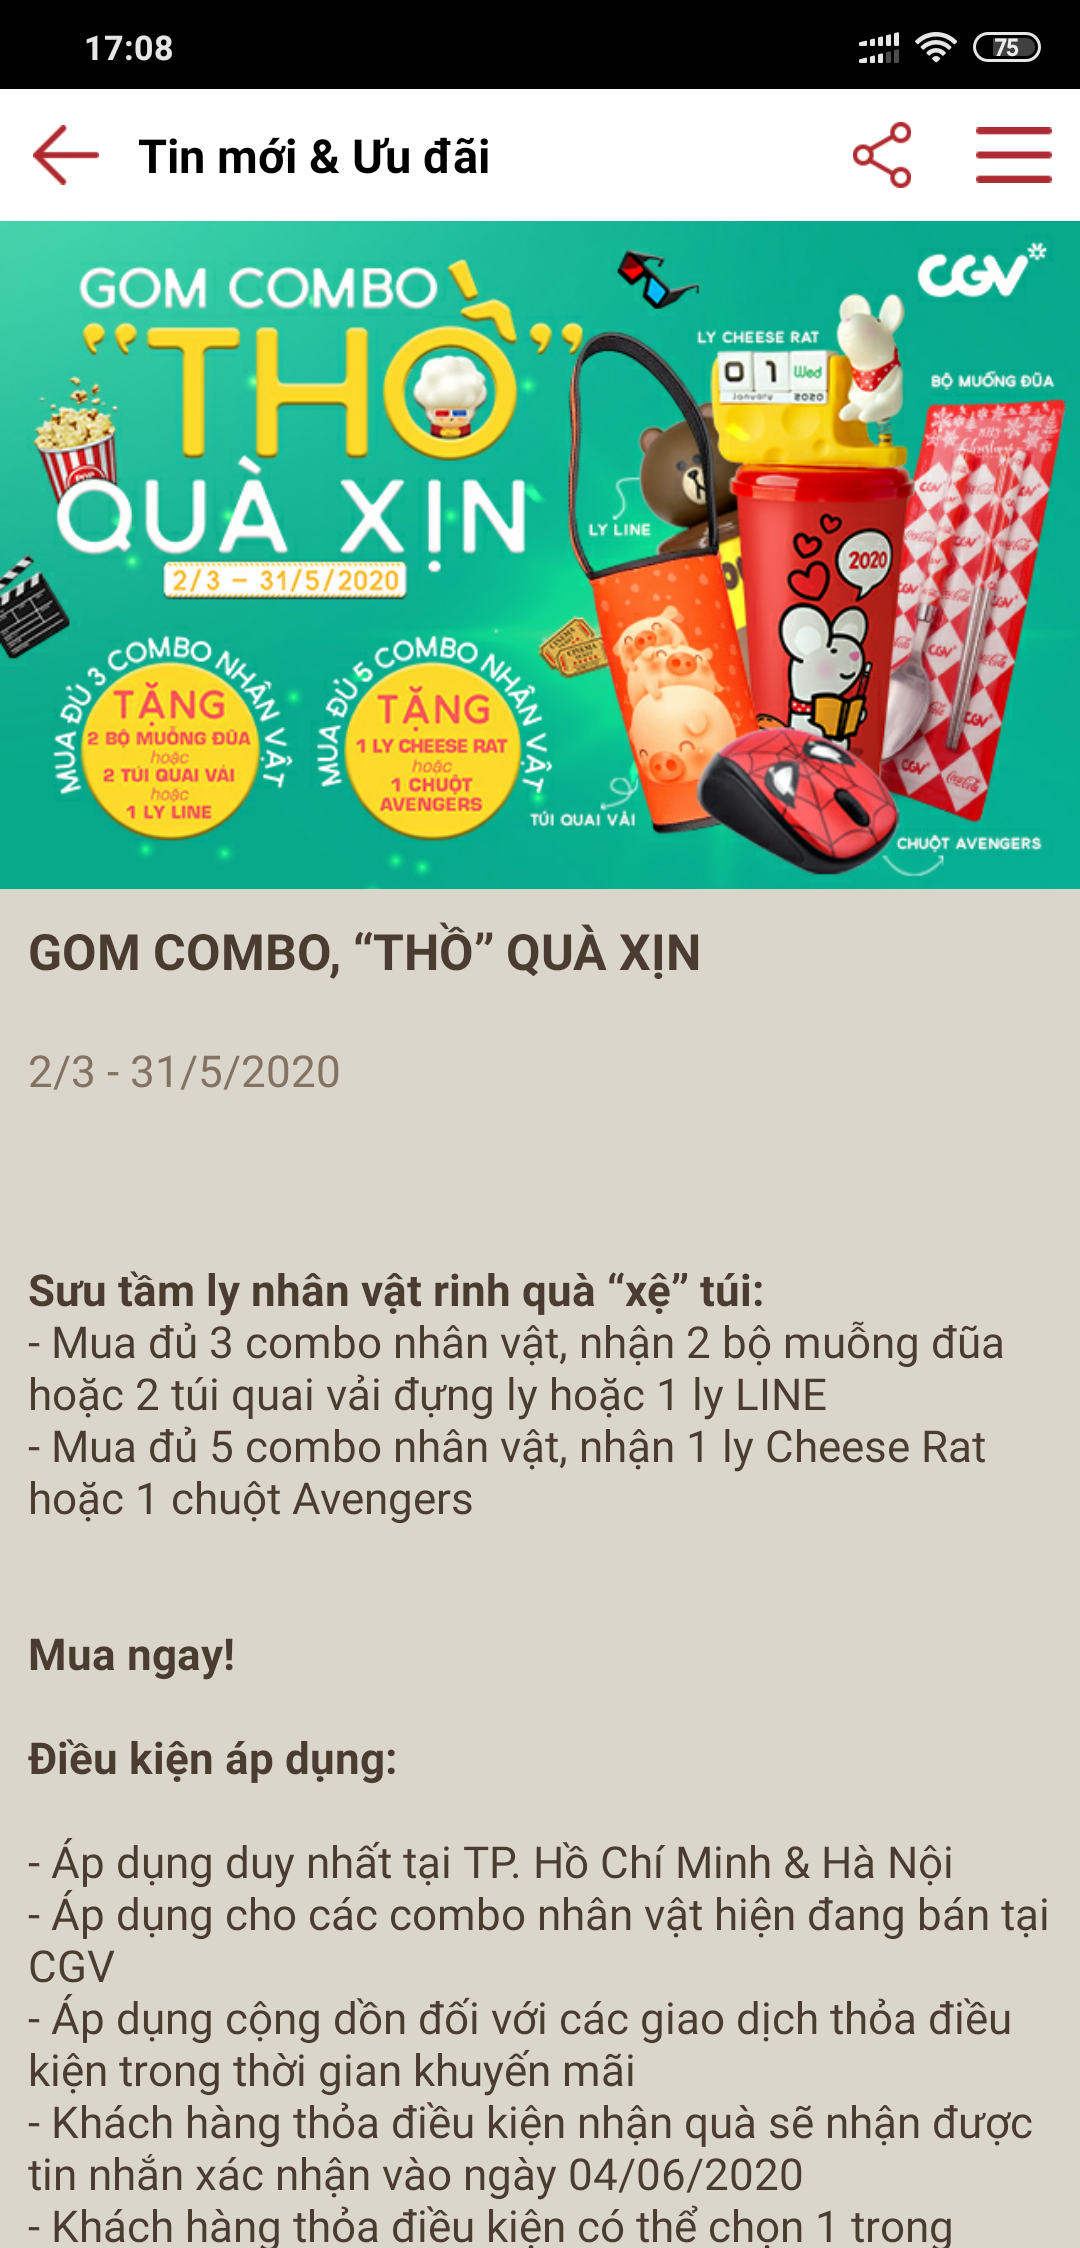 17:08
75
Tin mới & Ưu đãi
GOM COMBO
“THỒ”
QUÀ XỊN
2/3 – 31/5/2020
MUA ĐỦ 3 COMBO NHÂN VẬT
TẶNG
2 BỘ MUỖNG ĐŨA
hoặc
2 TÚI QUAI VẢI
hoặc
1 LY LINE
MUA ĐỦ 5 COMBO NHÂN VẬT
TẶNG
1 LY CHEESE RAT
hoặc
1 CHUỘT
AVENGERS
CGV
LY CHEESE RAT
01 Wed
January 2020
BỘ MUỖNG ĐŨA
LY LINE
2020
CINEMA
TÚI QUAI VẢI
CHUỘT AVENGERS
GOM COMBO, “THỒ” QUÀ XỊN
2/3 - 31/5/2020
Sưu tầm ly nhân vật rinh quà “xệ” túi:
- Mua đủ 3 combo nhân vật, nhận 2 bộ muỗng đũa
hoặc 2 túi quai vải đựng ly hoặc 1 ly LINE
- Mua đủ 5 combo nhân vật, nhận 1 ly Cheese Rat
hoặc 1 chuột Avengers
Mua ngay!
Điều kiện áp dụng:
- Áp dụng duy nhất tại TP. Hồ Chí Minh & Hà Nội
- Áp dụng cho các combo nhân vật hiện đang bán tại
CGV
- Áp dụng cộng dồn đối với các giao dịch thỏa điều
kiện trong thời gian khuyến mãi
- Khách hàng thỏa điều kiện nhận quà sẽ nhận được
tin nhắn xác nhận vào ngày 04/06/2020
- Khách hàng thỏa điều kiện có thể chọn 1 trong